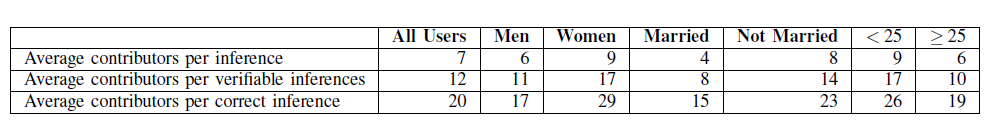 All Users Men Women Married Not Married < 25 ≥ 25
Average contributors per inference 7 6 9 4 8 9 6
Average contributors per verifiable inferences 12 11 17 8 14 17 10
Average contributors per correct inference 20 17 29 15 23 26 19